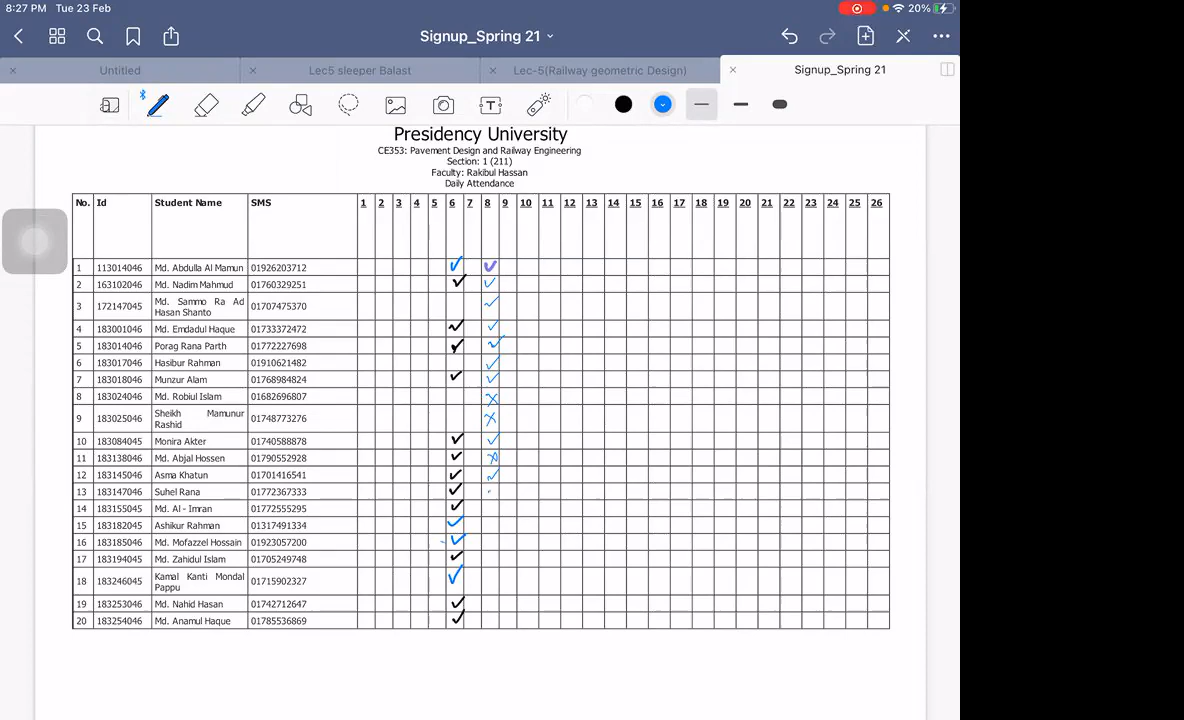 8:27 PM Tue 23 Feb 20%
Signup_Spring 21
Untitled Lec5 sleeper Balast Lec-5(Railway geometric Design) Signup_Spring 21
Presidency University
CE353: Pavement Design and Railway Engineering
Section: 1 (211)
Faculty: Rakibul Hassan
Daily Attendance
No. Id Student Name SMS 1 2 3 4 5 6 7 8 9 10 11 12 13 14 15 16 17 18 19 20 21 22 23 24 25 26
1 113014046 Md. Abdulla Al Mamun 01926203712 ✓ ✓
2 163102046 Md. Nadim Mahmud 01760329251 ✓ ✓
3 172147045 Md. Sammo Ra Ad Hasan Shanto 01707475370 ✓
4 183001046 Md. Emdadul Haque 01733372472 ✓ ✓
5 183014046 Porag Rana Parth 01772227698 ✓ ✓
6 183017046 Hasibur Rahman 01910621482 ✓
7 183018046 Munzur Alam 01768984824 ✓ ✓
8 183024046 Md. Robiul Islam 01682696807 X
9 183025046 Sheikh Mamunur Rashid 01748773276 X
10 183084045 Monira Akter 01740588878 ✓ ✓
11 183138046 Md. Abjal Hossen 01790552928 ✓ X
12 183145046 Asma Khatun 01701416541 ✓ ✓
13 183147046 Suhel Rana 01772367333 ✓
14 183155045 Md. Al - Imran 01772555295 ✓
15 183182045 Ashikur Rahman 01317491334 ✓
16 183185046 Md. Mofazzel Hossain 01923057200 ✓
17 183194045 Md. Zahidul Islam 01705249748 ✓
18 183246045 Kamal Kanti Mondal Pappu 01715902327 ✓
19 183253046 Md. Nahid Hasan 01742712647 ✓
20 183254046 Md. Anamul Haque 01785536869 ✓